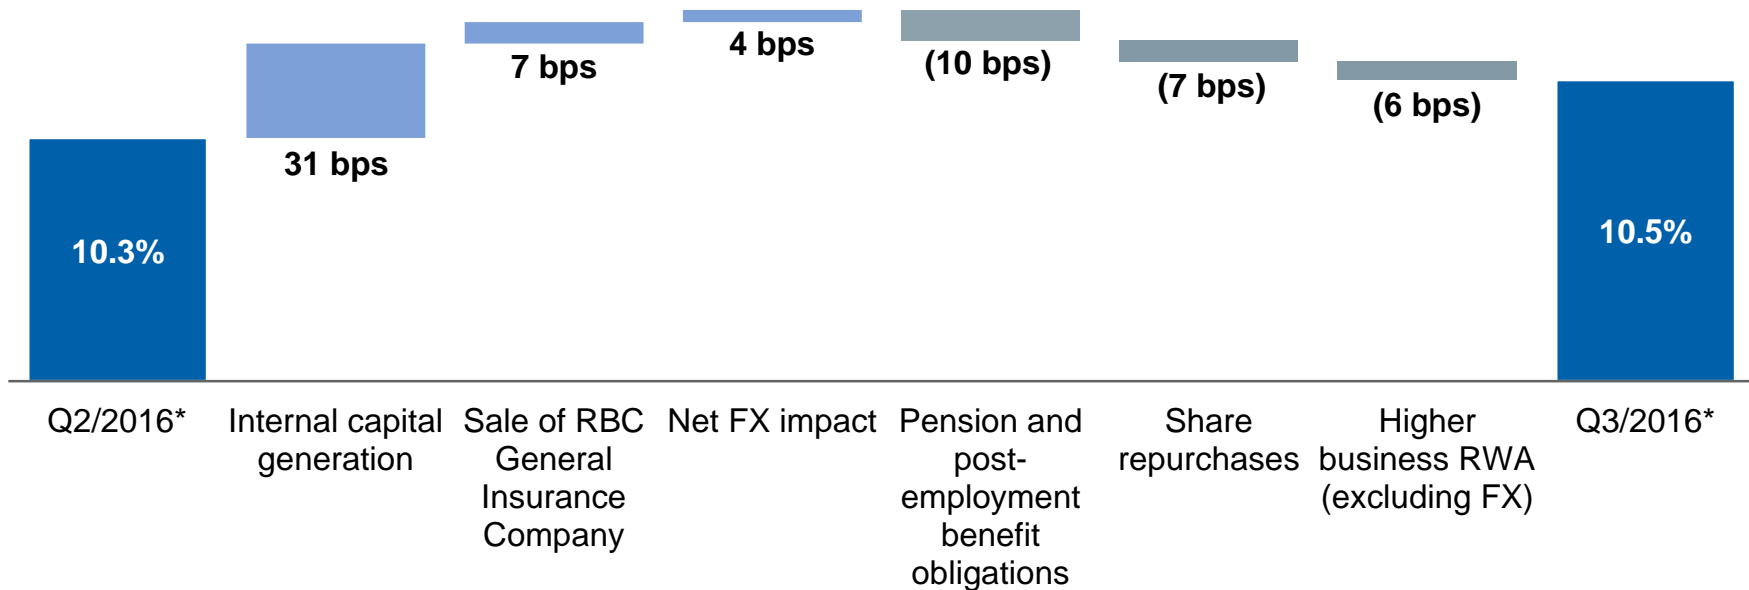 4 bps
7 bps
(10 bps)
(7 bps)
(6 bps)
31 bps
10.3%
10.5%
Q2/2016*
Internal capital
generation
Sale of RBC
General
Insurance
Company
Net FX impact
Pension and
post-
employment
benefit
obligations
Share
repurchases
Higher
business RWA
(excluding FX)
Q3/2016*